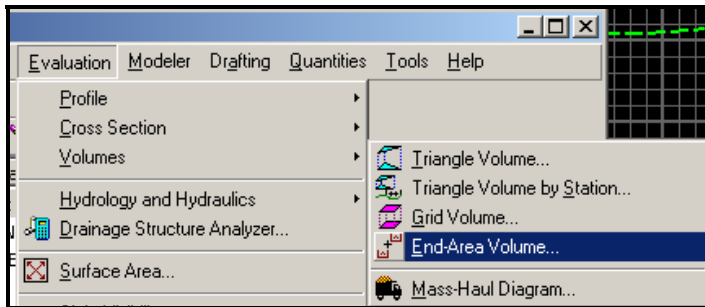 Evaluation Modeler Drafting Quantities Tools Help
Profile
Cross Section
Volumes
Hydrology and Hydraulics
Drainage Structure Analyzer...
Surface Area...
Triangle Volume...
Triangle Volume by Station...
Grid Volume...
End-Area Volume...
Mass-Haul Diagram...